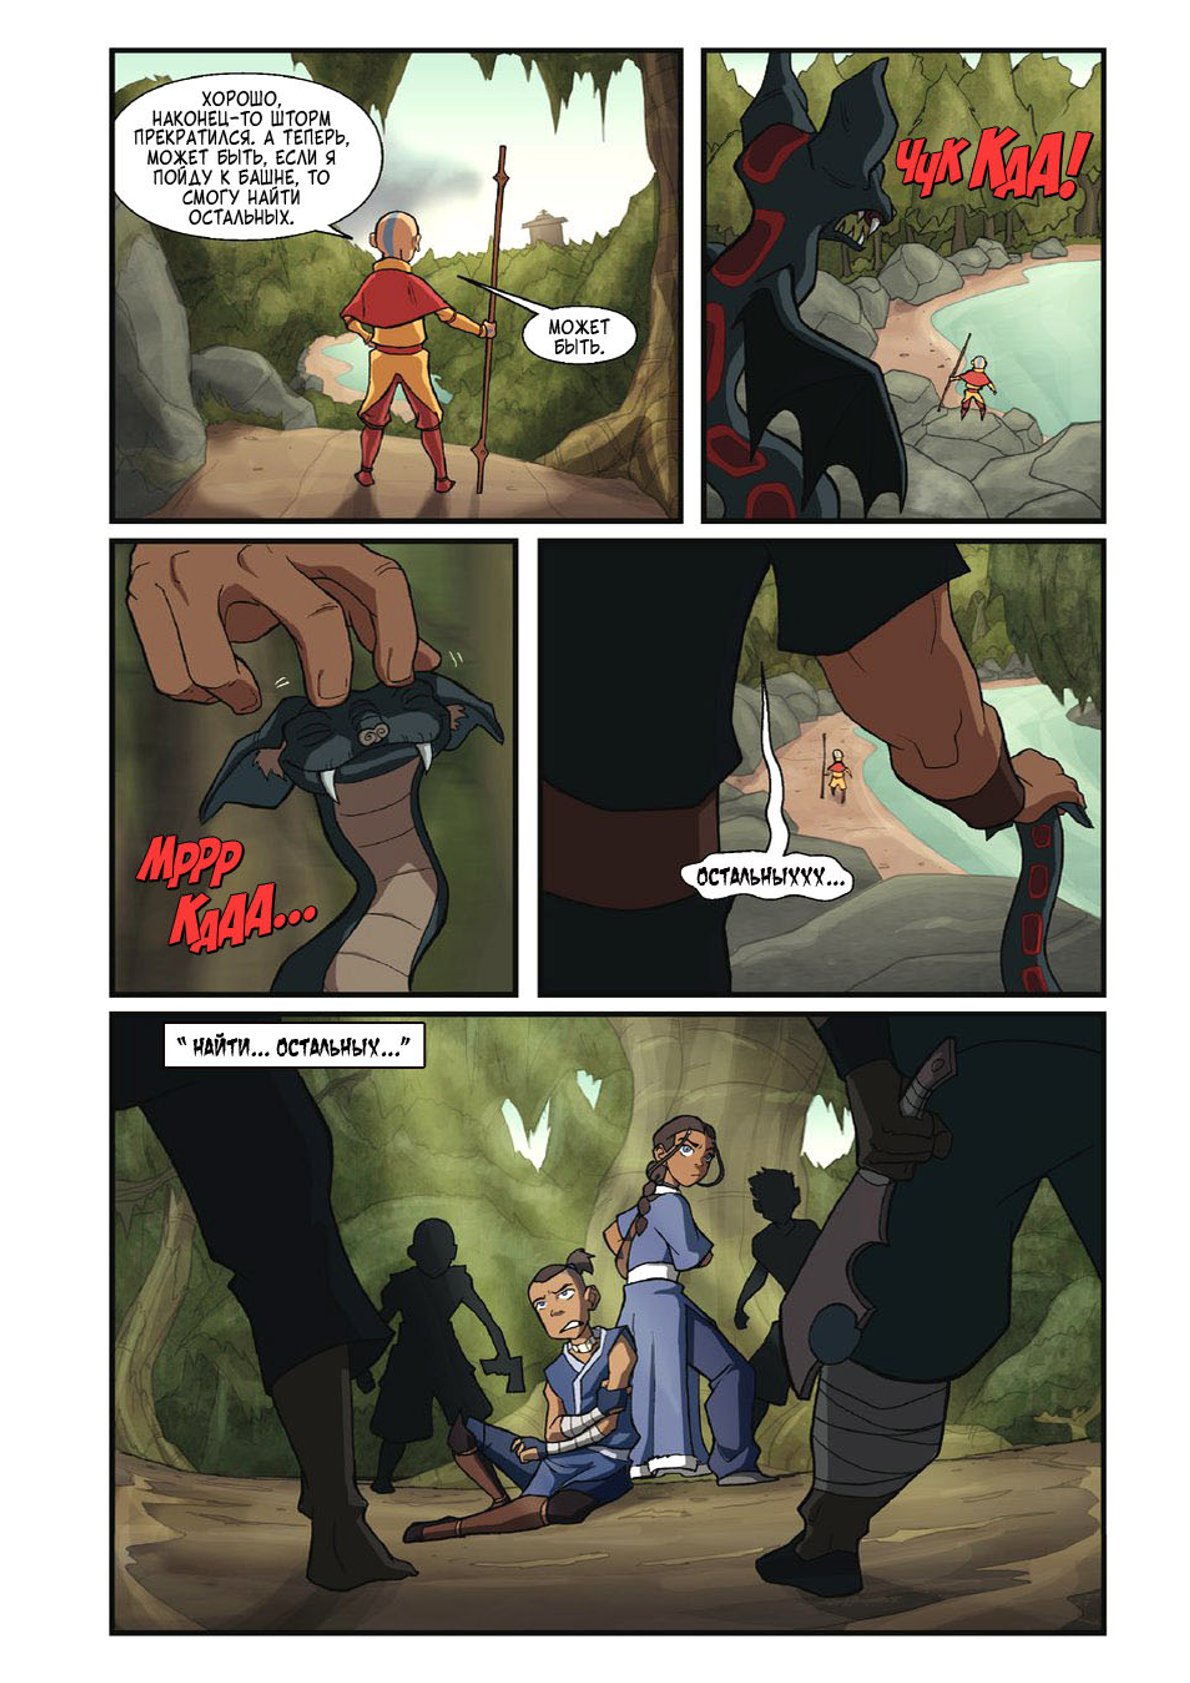 ХОРОШО,
НАКОНЕЦ-ТО ШТОРМ
ПРЕКРАТИЛСЯ. А ТЕПЕРЬ,
МОЖЕТ БЫТЬ, ЕСЛИ Я
ПОЙДУ К БАШНЕ, ТО
СМОГУ НАЙТИ
ОСТАЛЬНЫХ.
МОЖЕТ
БЫТЬ.
ЧУК КАА!
МРРР
КААА...
ОСТАЛЬНЫХХХ...
“ НАЙТИ... ОСТАЛЬНЫХ...”